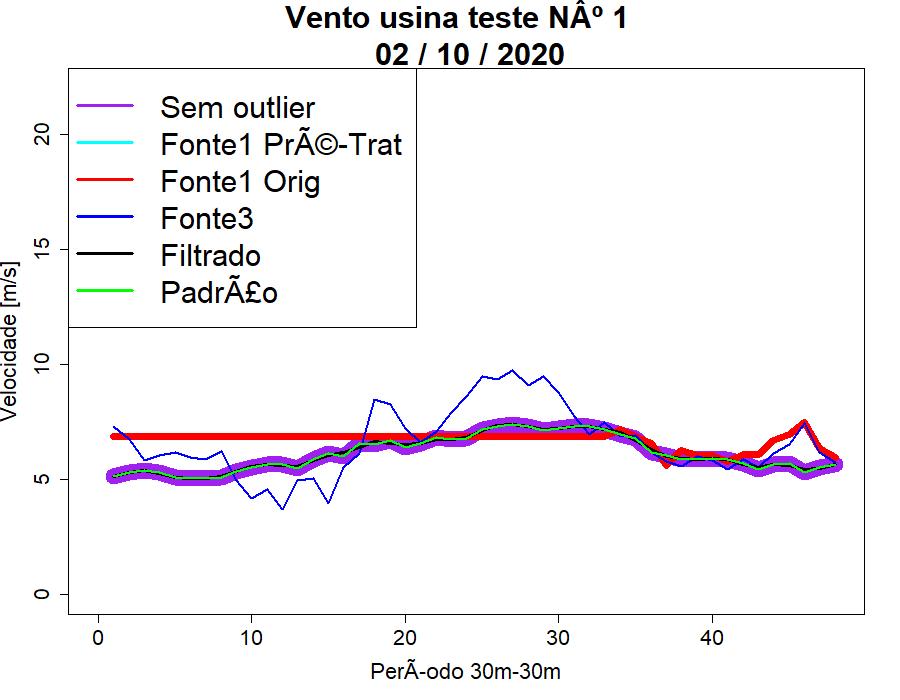 Vento usina teste NÂº 1
02 / 10 / 2020
Sem outlier
Fonte1 PrÃ©-Trat
Fonte1 Orig
Fonte3
Filtrado
PadrÃ£o
Velocidade [m/s]
20
15
10
5
0
0 10 20 30 40
PerÃ-odo 30m-30m